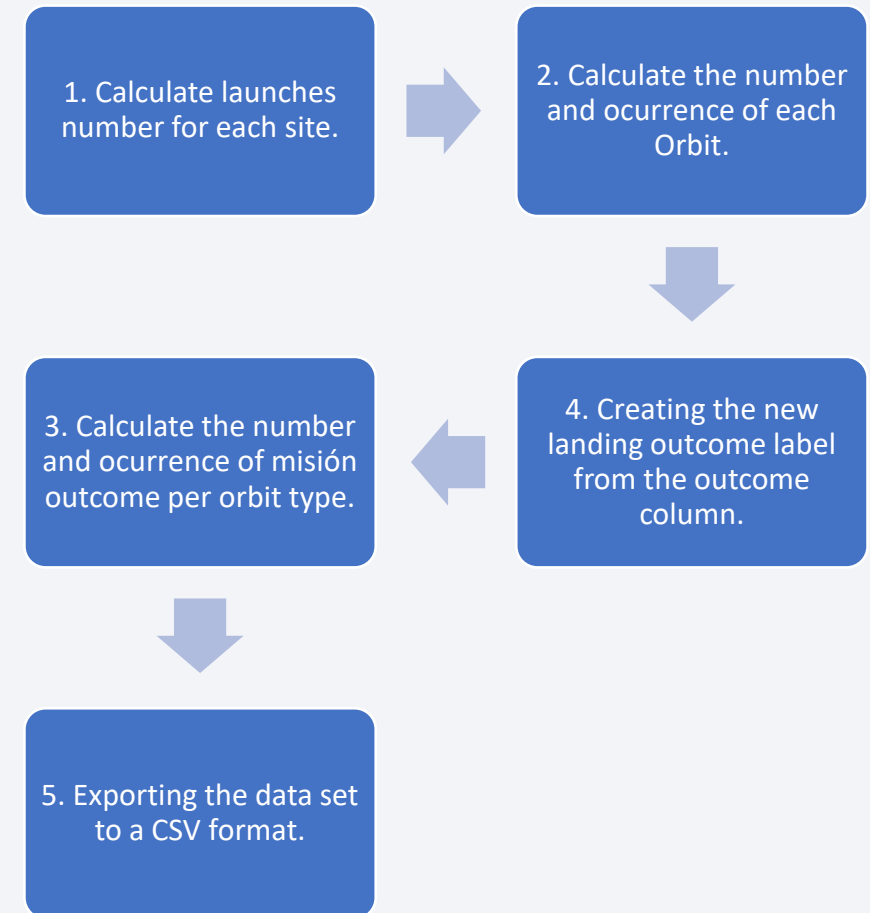 1. Calculate launches
number for each site.
2. Calculate the number
and ocurrence of each
Orbit.
3. Calculate the number
and ocurrence of misión
outcome per orbit type.
4. Creating the new
landing outcome label
from the outcome
column.
5. Exporting the data set
to a CSV format.